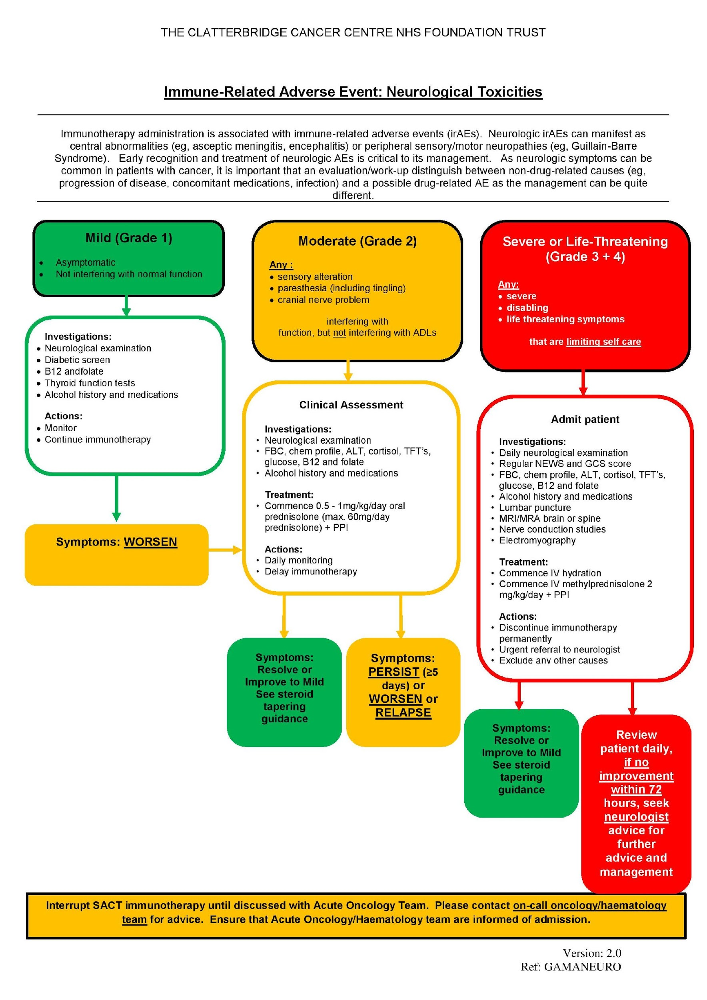 THE CLATTERBRIDGE CANCER CENTRE NHS FOUNDATION TRUST
Immune-Related Adverse Event: Neurological Toxicities
Immunotherapy administration is associated with immune-related adverse events (irAEs).  Neurologic irAEs can manifest as
central abnormalities (eg, asceptic meningitis, encephalitis) or peripheral sensory/motor neuropathies (eg, Guillain-Barre
Syndrome).   Early recognition and treatment of neurologic AEs is critical to its management.   As neurologic symptoms can be
common in patients with cancer, it is important that an evaluation/work-up distinguish between non-drug-related causes (eg,
progression of disease, concomitant medications, infection) and a possible drug-related AE as the management can be quite
different.
Mild (Grade 1)
• Asymptomatic
• Not interfering with normal function
Investigations:
• Neurological examination
• Diabetic screen
• B12 andfolate
• Thyroid function tests
• Alcohol history and medications
Actions:
• Monitor
• Continue immunotherapy
Symptoms: WORSEN
Moderate (Grade 2)
Any :
• sensory alteration
• paresthesia (including tingling)
• cranial nerve problem
interfering with
function, but not interfering with ADLs
Clinical Assessment
Investigations:
• Neurological examination
• FBC, chem profile, ALT, cortisol, TFT's,
glucose, B12 and folate
• Alcohol history and medications
Treatment:
• Commence 0.5 - 1mg/kg/day oral
prednisolone (max. 60mg/day
prednisolone) + PPI
Actions:
• Daily monitoring
• Delay immunotherapy
Symptoms:
Resolve or
Improve to Mild
See steroid
tapering
guidance
Symptoms:
PERSIST (≥5
days) or
WORSEN or
RELAPSE
Severe or Life-Threatening
(Grade 3 + 4)
Any:
• severe
• disabling
• life threatening symptoms
that are limiting self care
Admit patient
Investigations:
• Daily neurological examination
• Regular NEWS and GCS score
• FBC, chem profile, ALT, cortisol, TFT's,
glucose, B12 and folate
• Alcohol history and medications
• Lumbar puncture
• MRI/MRA brain or spine
• Nerve conduction studies
• Electromyography
Treatment:
• Commence IV hydration
• Commence IV methylprednisolone 2
mg/kg/day + PPI
Actions:
• Discontinue immunotherapy
permanently
• Urgent referral to neurologist
• Exclude any other causes
Symptoms:
Resolve or
Improve to Mild
See steroid
tapering
guidance
Review
patient daily,
if no
improvement
within 72
hours, seek
neurologist
advice for
further
advice and
management
Interrupt SACT immunotherapy until discussed with Acute Oncology Team.  Please contact on-call oncology/haematology
team for advice.  Ensure that Acute Oncology/Haematology team are informed of admission.
Version: 2.0
Ref: GAMANEURO